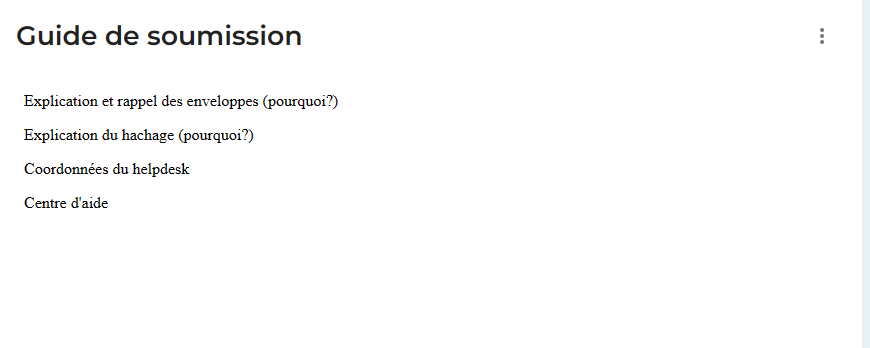 Guide de soumission
Explication et rappel des enveloppes (pourquoi?)
Explication du hachage (pourquoi?)
Coordonnées du helpdesk
Centre d'aide